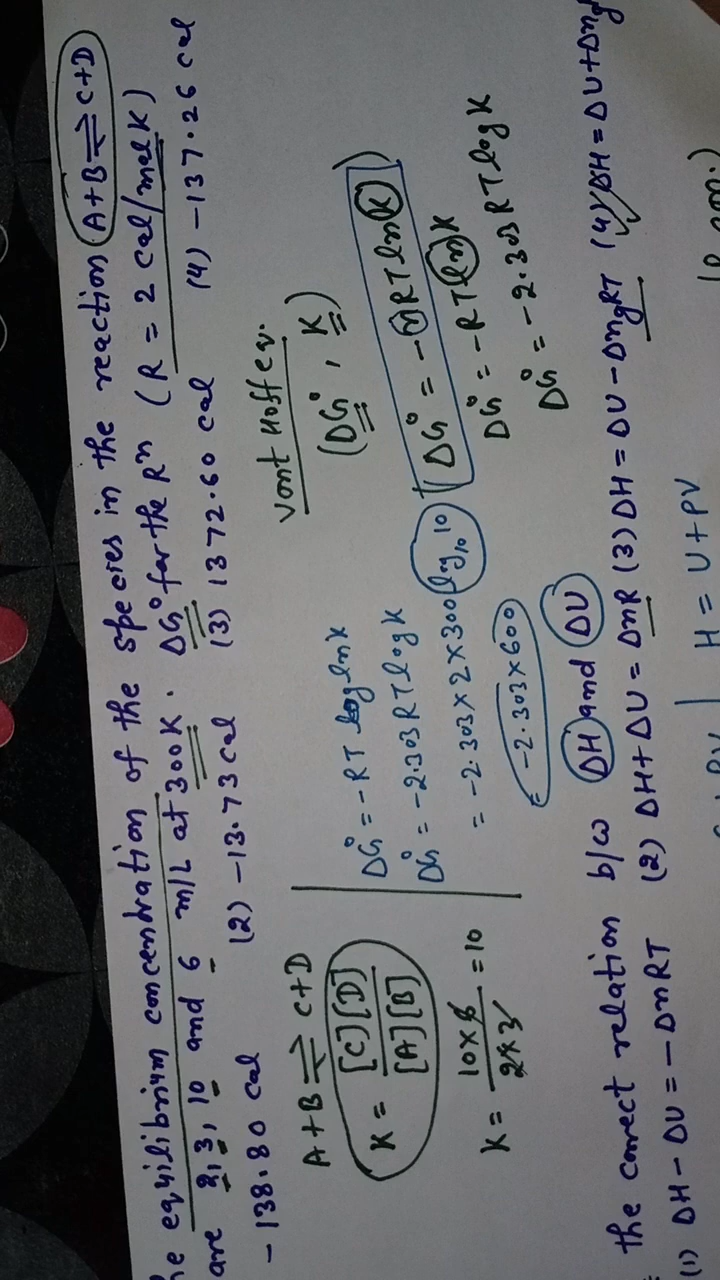 he equilibrium concentration of the species in the reaction A+B⇌C+D
are 2, 3, 10 and 6 m/L at 300K. ΔG° for the Rⁿ (R = 2 cal/mol K)
- 138.80 cal (2) -13.73 cal (3) 1372.60 cal (4) -137.26 cal
A+B⇌C+D
K = [C][D] / [A][B]
K = 10×6 / 2×3 = 10
ΔG° = -RT lnK
ΔG° = -2.303 RT log K
= -2.303×2×300 log₁₀ 10
= -2.303×600
Vant Hoff eq.
(ΔG°, K)
ΔG° = -nRT ln K
ΔG° = -RT lnK
ΔG° = -2.303 RT log K
the correct relation b/w ΔH and ΔU
(1) ΔH - ΔU = -ΔnRT (2) ΔH+ΔU = ΔnR (3) ΔH = ΔU - ΔngRT (4) ΔH = ΔU+Δng
H = U+PV